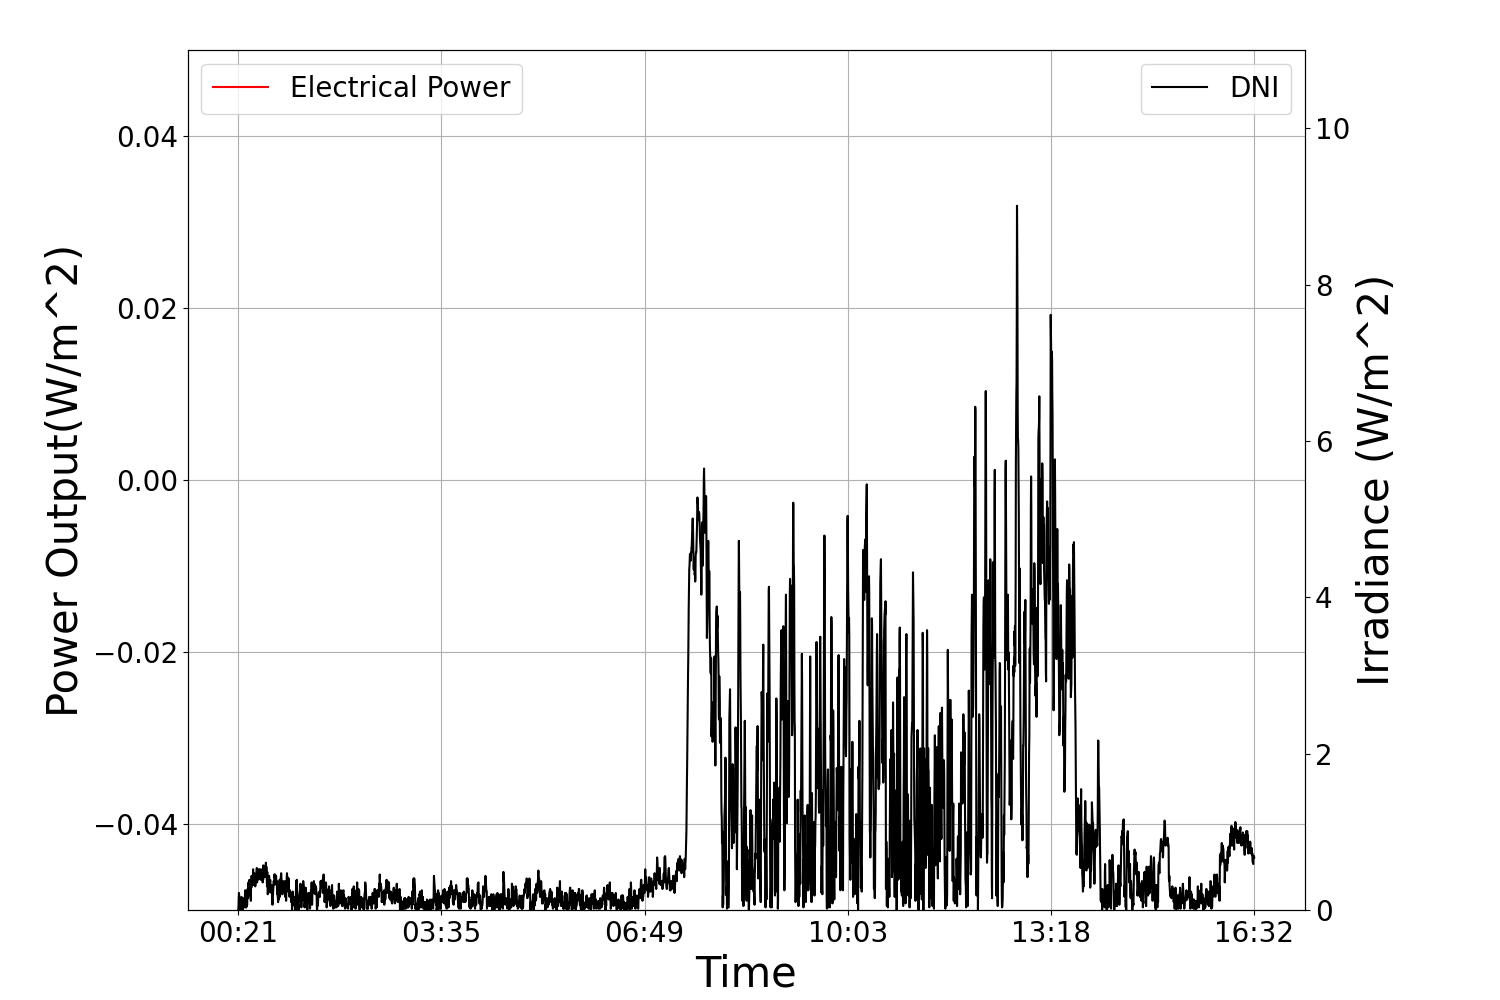 Electrical Power
DNI
0.04
0.02
0.00
−0.02
−0.04
Power Output(W/m^2)
10
8
6
4
2
0
Irradiance (W/m^2)
00:21 03:35 06:49 10:03 13:18 16:32
Time